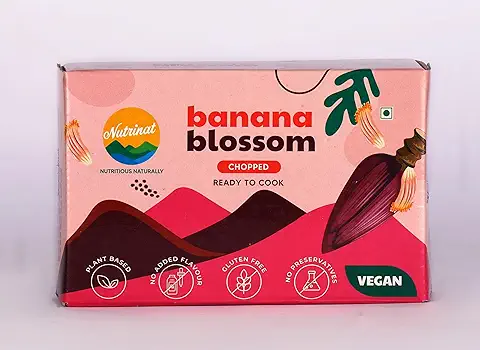 Nutrinat
NUTRITIOUS NATURALLY
banana
blossom
CHOPPED
READY TO COOK
PLANT BASED
NO ADDED FLAVOUR
GLUTEN FREE
NO PRESERVATIVES
VEGAN